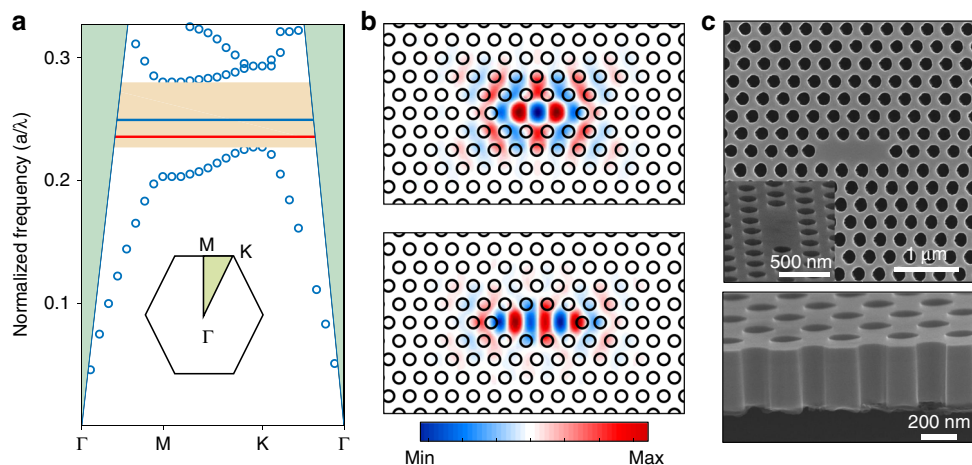 a
Normalized frequency (a/λ)
0.3
0.2
0.1
M
K
Γ
Γ
M
K
Γ
b
Min
Max
c
500 nm
1 μm
200 nm